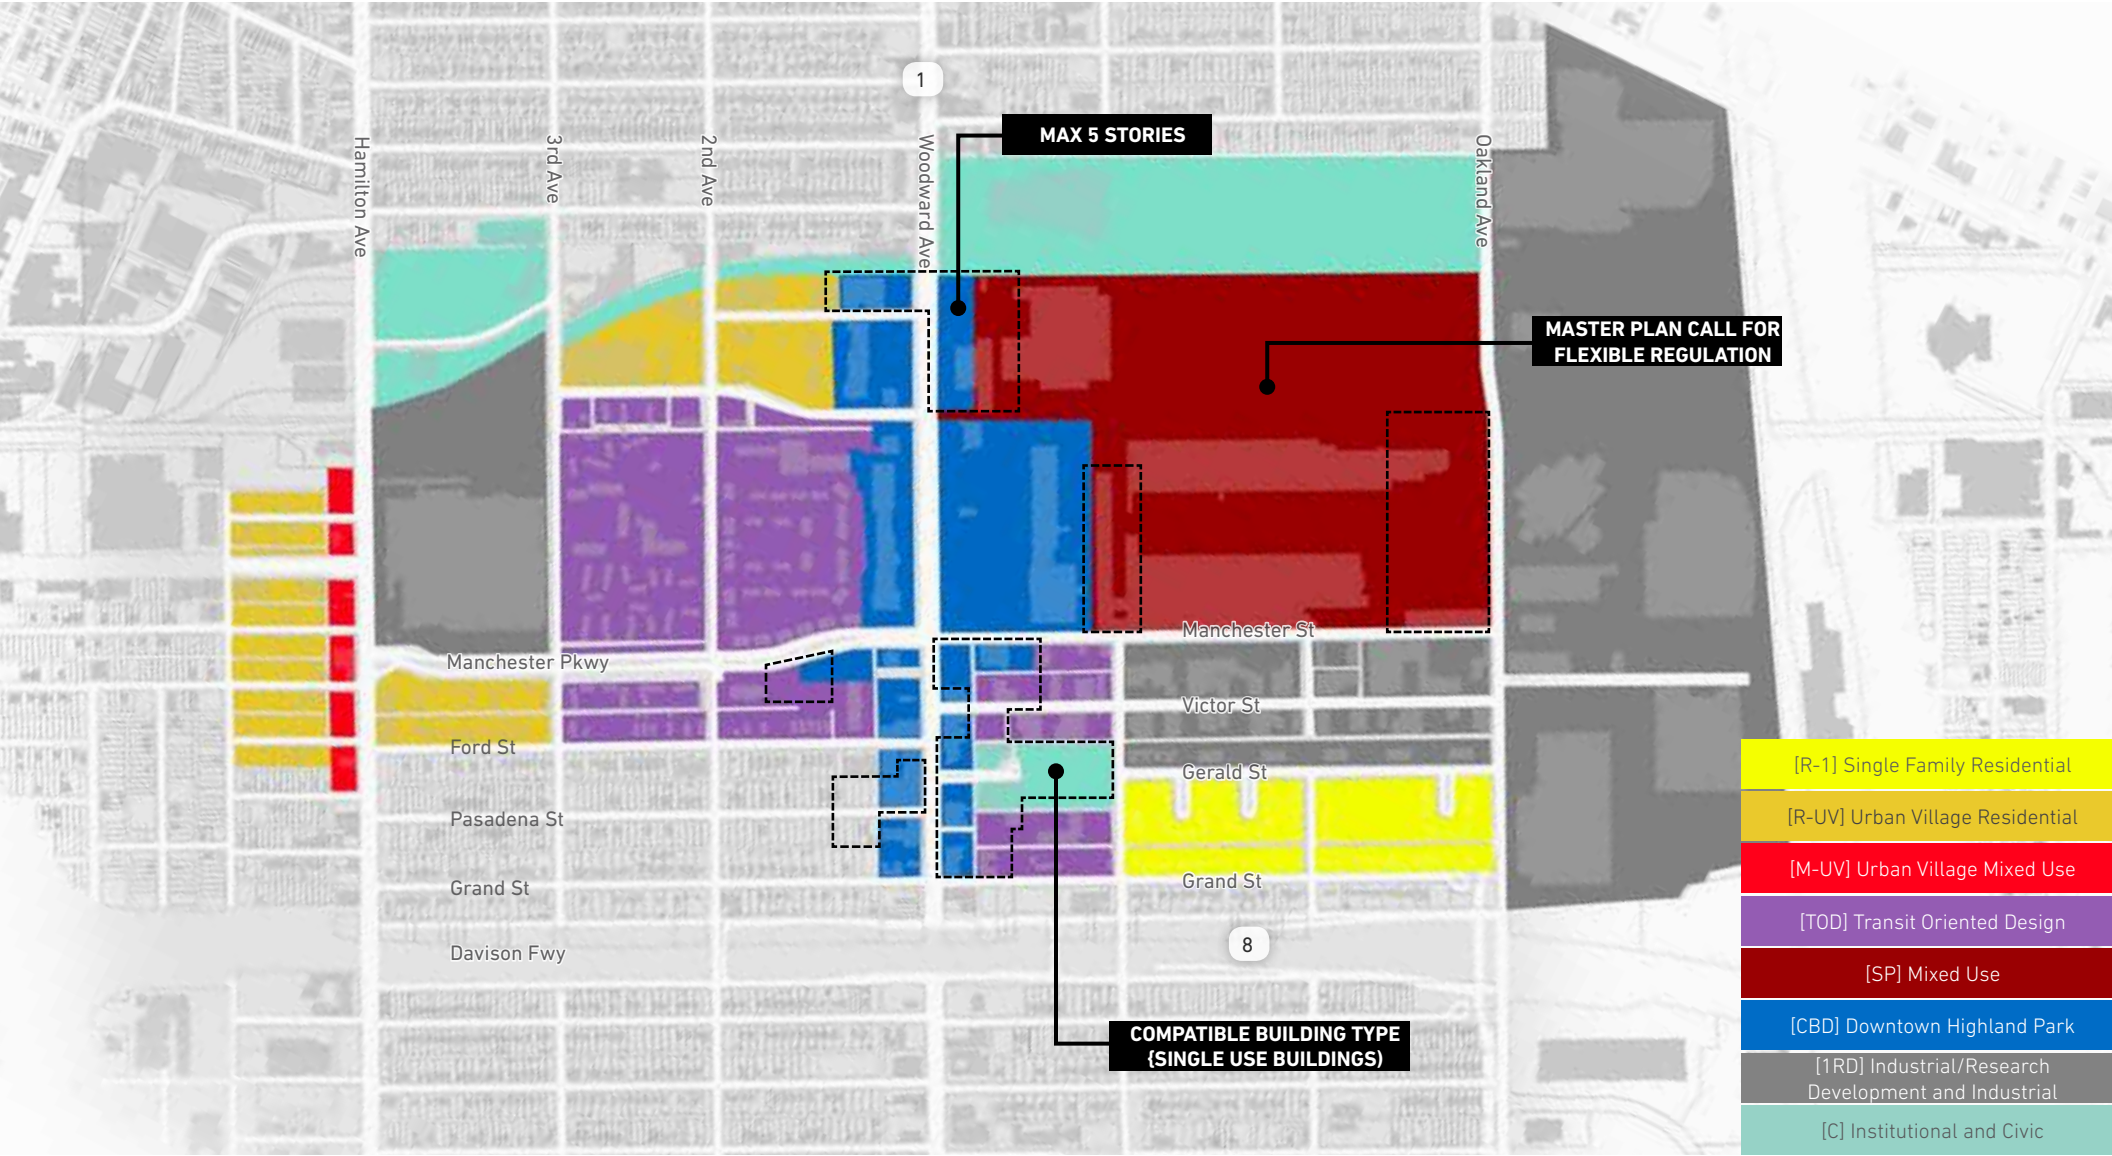 1
MAX 5 STORIES
Hamilton Ave
3rd Ave
2nd Ave
Woodward Ave
Oakland Ave
MASTER PLAN CALL FOR
FLEXIBLE REGULATION
Manchester St
Manchester Pkwy
Victor St
Ford St
Gerald St
Pasadena St
Grand St
Grand St
8
Davison Fwy
COMPATIBLE BUILDING TYPE
{SINGLE USE BUILDINGS)
[R-1] Single Family Residential
[R-UV] Urban Village Residential
[M-UV] Urban Village Mixed Use
[TOD] Transit Oriented Design
[SP] Mixed Use
[CBD] Downtown Highland Park
[1RD] Industrial/Research
Development and Industrial
[C] Institutional and Civic